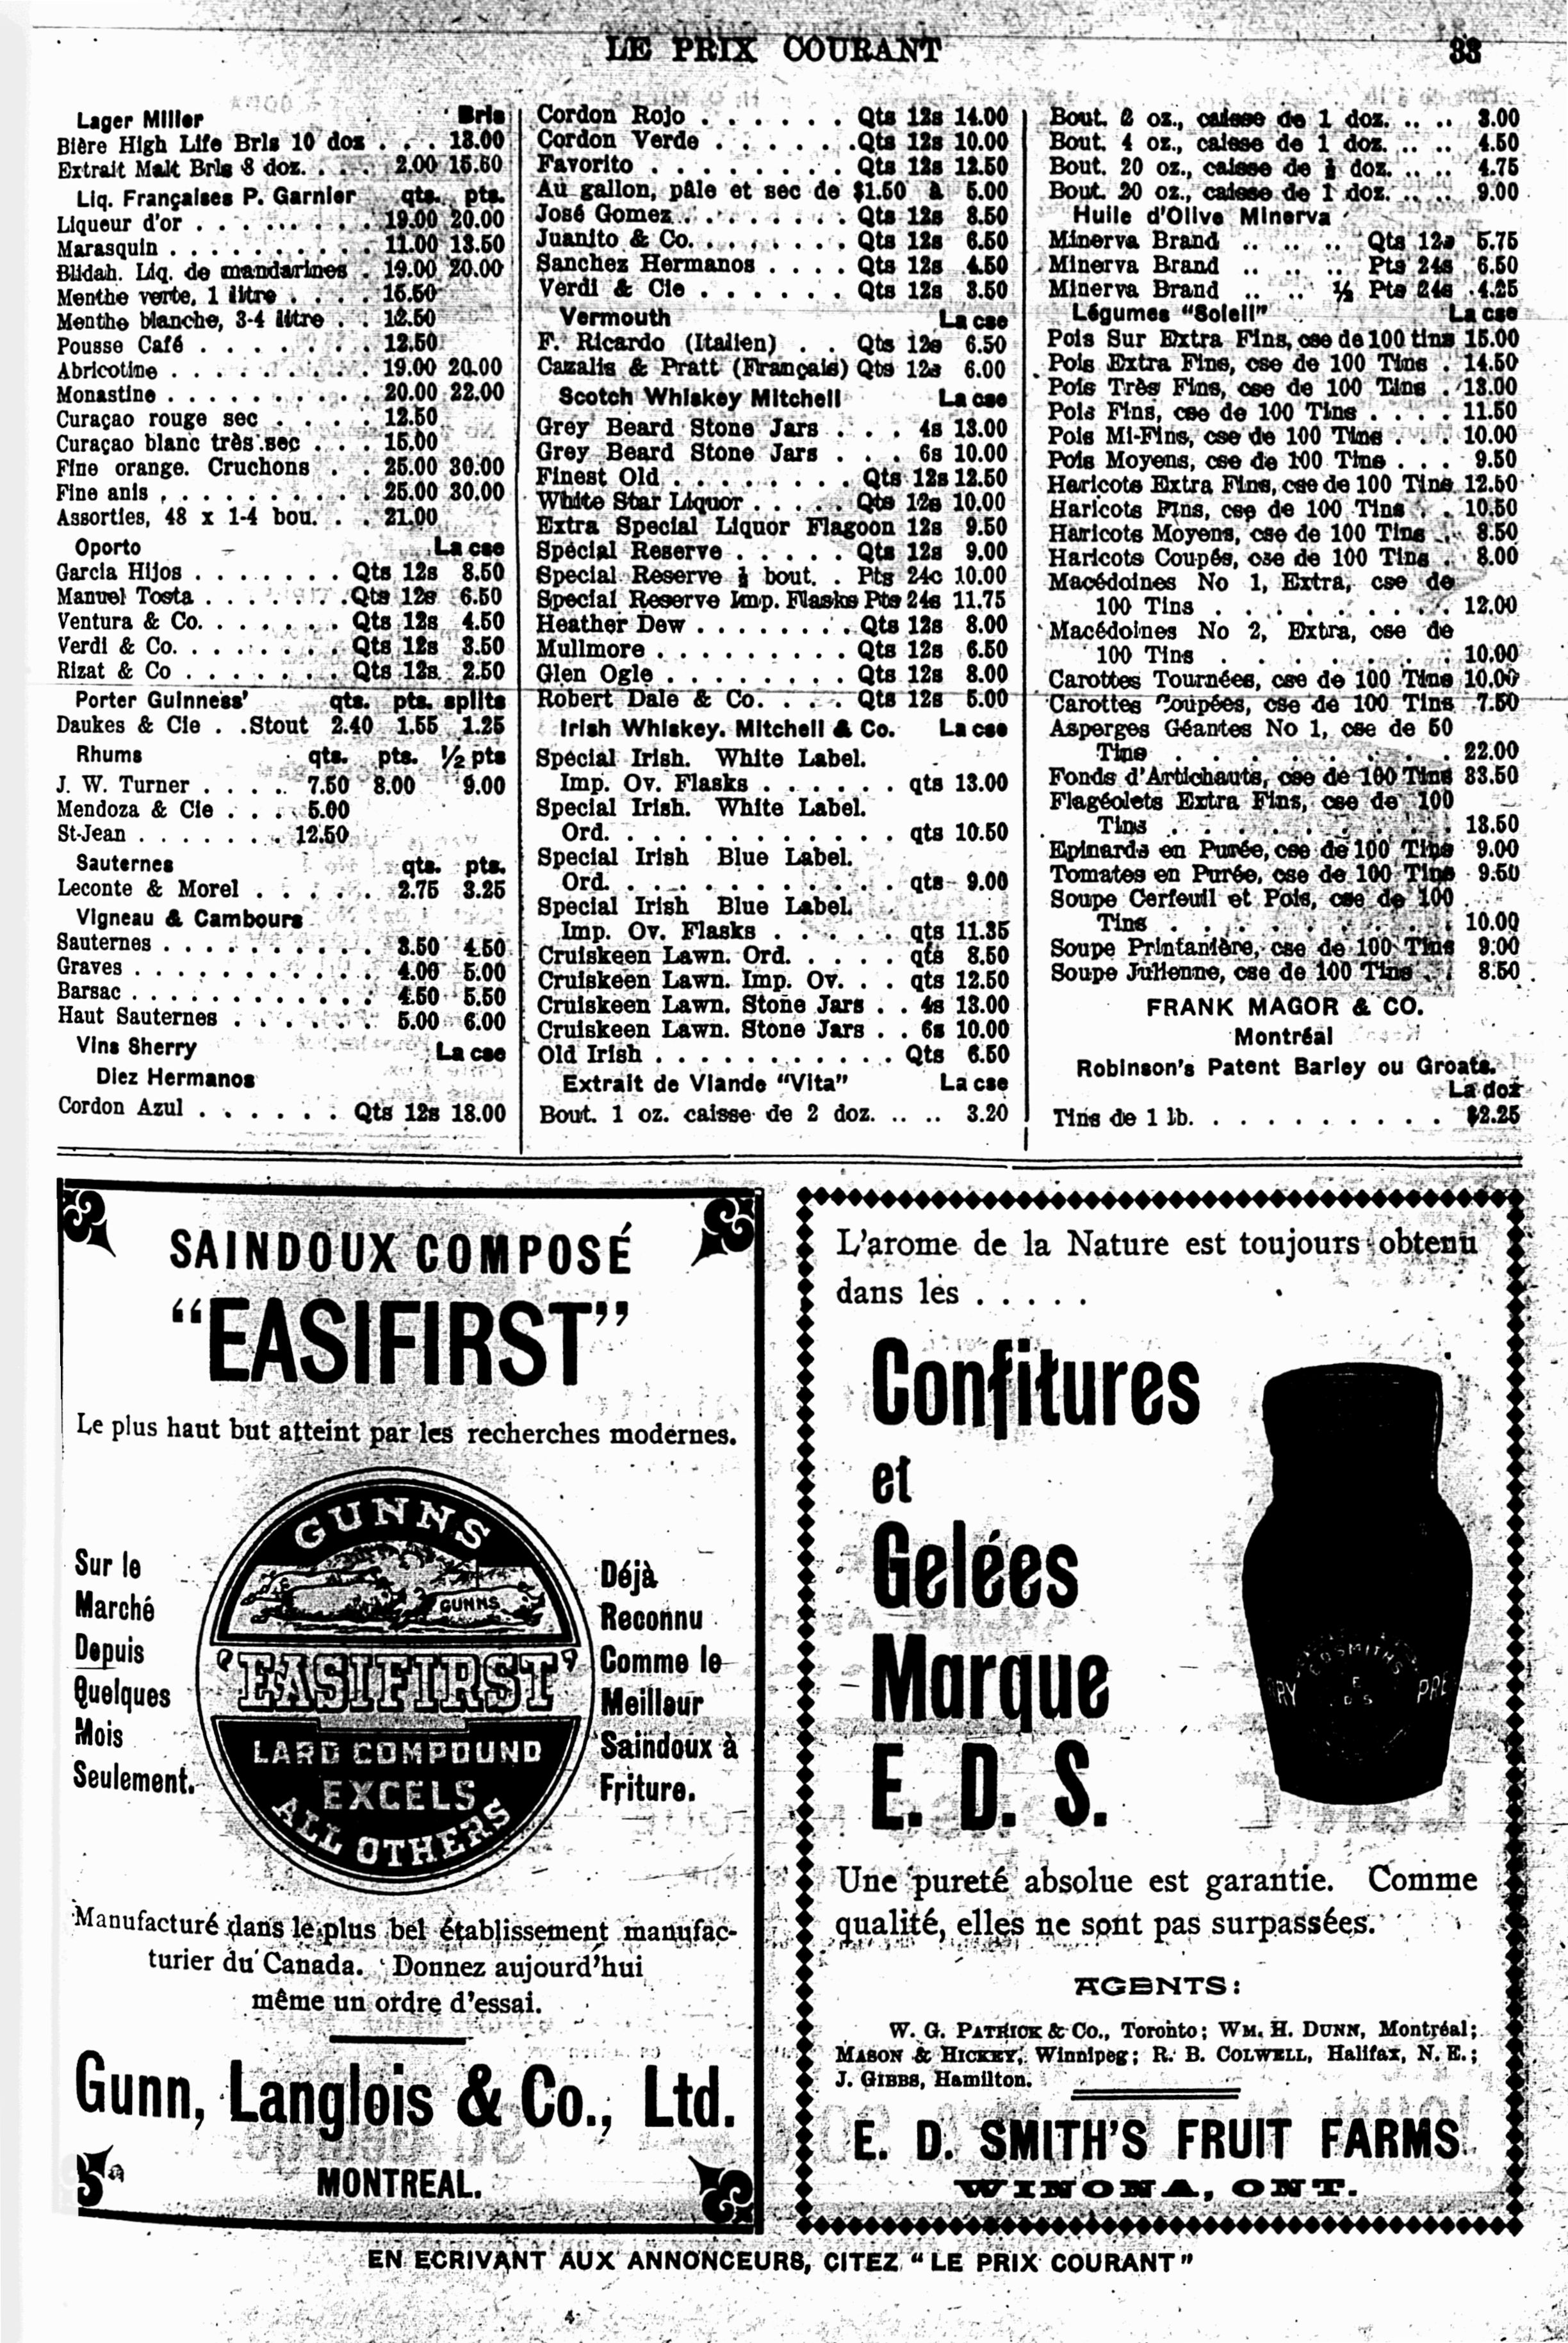 LE PRIX COURANT
33
Lager Miller Brls
Bière High Life Brls 10 doz . . . 18.00
Extrait Malt Brls 8 doz. . . . 2.00 15.50
Liq. Françaises P. Garnier qts. pts.
Liqueur d'or . . . . . . . . . 19.00 20.00
Marasquin . . . . . . . . . . 11.00 13.50
Blidah. Liq. de mandarines . 19.00 20.00
Menthe verte, 1 litre . . . . 15.50
Menthe blanche, 3-4 litre . . 12.50
Pousse Café . . . . . . . 12.50
Abricotine . . . . . . . . . . 19.00 20.00
Monastine . . . . . . . . . . 20.00 22.00
Curaçao rouge sec . . . . . 12.50
Curaçao blanc très sec . . . 15.00
Fine orange. Cruchons . . 25.00 30.00
Fine anis . . . . . . . . . . 25.00 30.00
Assorties, 48 x 1-4 bou. . . 21.00
Oporto La cse
Garcia Hijos . . . . . . . Qts 12s 8.50
Manuel Tosta . . . . . . . Qts 12s 6.50
Ventura & Co. . . . . . . Qts 12s 4.50
Verdi & Co. . . . . . . . Qts 12s 3.50
Rizat & Co . . . . . . . Qts 12s. 2.50
Porter Guinness' qts. pts. splits
Daukes & Cie . . Stout 2.40 1.55 1.25
Rhums qts. pts. ½ pts
J. W. Turner . . . . . 7.50 8.00 9.00
Mendoza & Cie . . . . 5.00
St-Jean . . . . . . . . 12.50
Sauternes qts. pts.
Leconte & Morel . . . . . 2.75 3.25
Vigneau & Cambours
Sauternes . . . . . . . . . . 3.50 4.50
Graves . . . . . . . . . . . 4.00 5.00
Barsac . . . . . . . . . . . 4.50 5.50
Haut Sauternes . . . . . . 5.00 6.00
Vins Sherry La cse
Diez Hermanos
Cordon Azul . . . . . . Qts 12s 18.00
Cordon Rojo . . . . . . Qts 12s 14.00
Cordon Verde . . . . . . . Qts 12s 10.00
Favorito . . . . . . . . Qts 12s 12.50
Au gallon, pâle et sec de $1.50 à 5.00
José Gomez . . . . . . . . Qts 12s 8.50
Juanito & Co. . . . . . . . Qts 12s 6.50
Sanchez Hermanos . . . . Qts 12s 4.50
Verdi & Cie . . . . . . Qts 12s 3.50
Vermouth La cse
F. Ricardo (Italien) . . Qts 12s 6.50
Cazalis & Pratt (Français) Qts 12s 6.00
Scotch Whiskey Mitchell La cse
Grey Beard Stone Jars . . . 4s 13.00
Grey Beard Stone Jars . . . 6s 10.00
Finest Old . . . . . . . . Qts 12s 12.50
White Star Liquor . . . . . Qts 12s 10.00
Extra Special Liquor Flagoon 12s 9.50
Spécial Reserve . . . . . Qts 12s 9.00
Special Reserve ½ bout. . Pts 24c 10.00
Special Reserve Imp. Flasks Pts 24s 11.75
Heather Dew . . . . . . . . Qts 12s 8.00
Mullmore . . . . . . . . . Qts 12s 6.50
Glen Ogle . . . . . . . . . Qts 12s 8.00
Robert Dale & Co. . . . . Qts 12s 5.00
Irish Whiskey. Mitchell & Co. La cse
Special Irish. White Label.
Imp. Ov. Flasks . . . . . . qts 13.00
Special Irish. White Label.
Ord. . . . . . . . . . . . qts 10.50
Special Irish Blue Label.
Ord. . . . . . . . . . . . qts 9.00
Special Irish Blue Label.
Imp. Ov. Flasks . . . . . qts 11.35
Cruiskeen Lawn. Ord. . . . . qts 8.50
Cruiskeen Lawn. Imp. Ov. . . qts 12.50
Cruiskeen Lawn. Stone Jars . . 4s 13.00
Cruiskeen Lawn. Stone Jars . . 6s 10.00
Old Irish . . . . . . . . . . . Qts 6.50
Extrait de Viande "Vita" La cse
Bout. 1 oz. caisse de 2 doz. .. .. 3.20
Bout. 2 oz., caisse de 1 doz. .. .. 3.00
Bout. 4 oz., caisse de 1 doz. .. .. 4.50
Bout. 20 oz., caisse de ½ doz. .. .. 4.75
Bout. 20 oz., caisse de 1 doz. .. .. 9.00
Huile d'Olive Minerva
Minerva Brand .. .. .. Qts 12s 5.75
Minerva Brand .. .. .. Pts 24s 6.50
Minerva Brand .. .. ½ Pts 24s 4.25
Légumes "Soleil" La cse
Pois Sur Extra Fins, cse de 100 tins 15.00
Pois Extra Fins, cse de 100 Tins . 14.50
Pois Très Fins, cse de 100 Tins . 13.00
Pois Fins, cse de 100 Tins . . . . 11.50
Pois Mi-Fins, cse de 100 Tins . . . 10.00
Pois Moyens, cse de 100 Tins . . . 9.50
Haricots Extra Fins, cse de 100 Tins 12.50
Haricots Fins, cse de 100 Tins . . 10.50
Haricots Moyens, cse de 100 Tins . . 8.50
Haricots Coupés, cse de 100 Tins . 8.00
Macédoines No 1, Extra, cse de
100 Tins . . . . . . . . . . 12.00
Macédoines No 2, Extra, cse de
100 Tins . . . . . . . . . 10.00
Carottes Tournées, cse de 100 Tins 10.00
Carottes Coupées, cse de 100 Tins 7.50
Asperges Géantes No 1, cse de 50
Tins . . . . . . . . . . . 22.00
Fonds d'Artichauts, cse de 100 Tins 33.50
Flagéolets Extra Fins, cse de 100
Tins . . . . . . . . . . . 18.50
Epinards en Purée, cse de 100 Tins 9.00
Tomates en Purée, cse de 100 Tins 9.50
Soupe Cerfeuil et Pois, cse de 100
Tins . . . . . . . . . . . 10.00
Soupe Printanière, cse de 100 Tins 9.00
Soupe Julienne, cse de 100 Tins . . 8.50
FRANK MAGOR & CO.
Montréal
Robinson's Patent Barley ou Groats.
La doz
Tins de 1 lb. . . . . . . . . . . $2.25
SAINDOUX COMPOSÉ
"EASIFIRST"
Le plus haut but atteint par les recherches modernes.
Sur le
Marché
Depuis
Quelques
Mois
Seulement.
GUNNS
GUNNS
'EASIFIRST'
LARD COMPOUND
EXCELS
ALL OTHERS
Déjà
Reconnu
Comme le
Meilleur
Saindoux à
Friture.
Manufacturé dans le plus bel établissement manufac-
turier du Canada. Donnez aujourd'hui
même un ordre d'essai.
Gunn, Langlois & Co., Ltd.
MONTREAL.
L'arome de la Nature est toujours obtenu
dans les . . . . .
Confitures
et
Gelées
Marque
E. D. S.
E D SMITH'S
E
D S
PRE
Une pureté absolue est garantie. Comme
qualité, elles ne sont pas surpassées.
AGENTS:
W. G. PATRICK & Co., Toronto; WM. H. DUNN, Montréal;
MASON & HICKEY, Winnipeg; R. B. COLWELL, Halifax, N. E.;
J. GIBBS, Hamilton.
E. D. SMITH'S FRUIT FARMS
WINONA, ONT.
EN ECRIVANT AUX ANNONCEURS, CITEZ "LE PRIX COURANT"